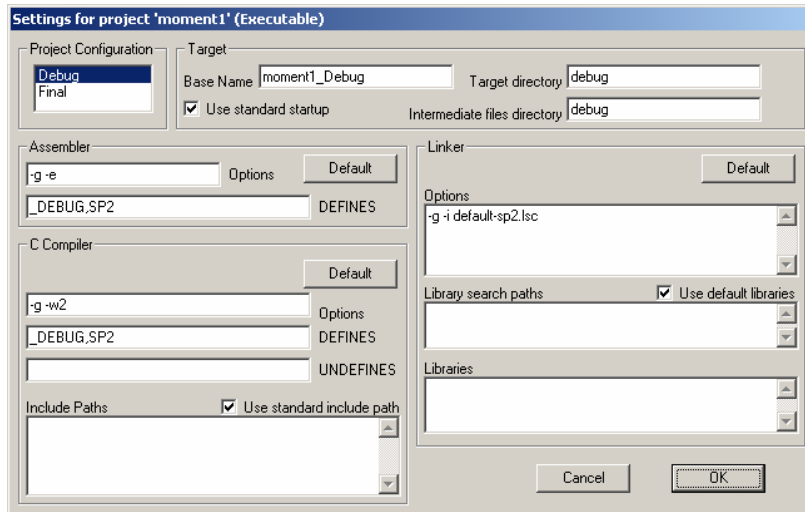 Settings for project 'moment1' (Executable)
Project Configuration
Debug
Final
Target
Base Name moment1_Debug
Target directory debug
Use standard startup
Intermediate files directory debug
Assembler
-g -e Options Default
_DEBUG,SP2 DEFINES
C Compiler
Default
-g -w2 Options
_DEBUG,SP2 DEFINES
UNDEFINES
Include Paths Use standard include path
Linker
Default
Options
-g -i default-sp2.lsc
Library search paths Use default libraries
Libraries
Cancel OK